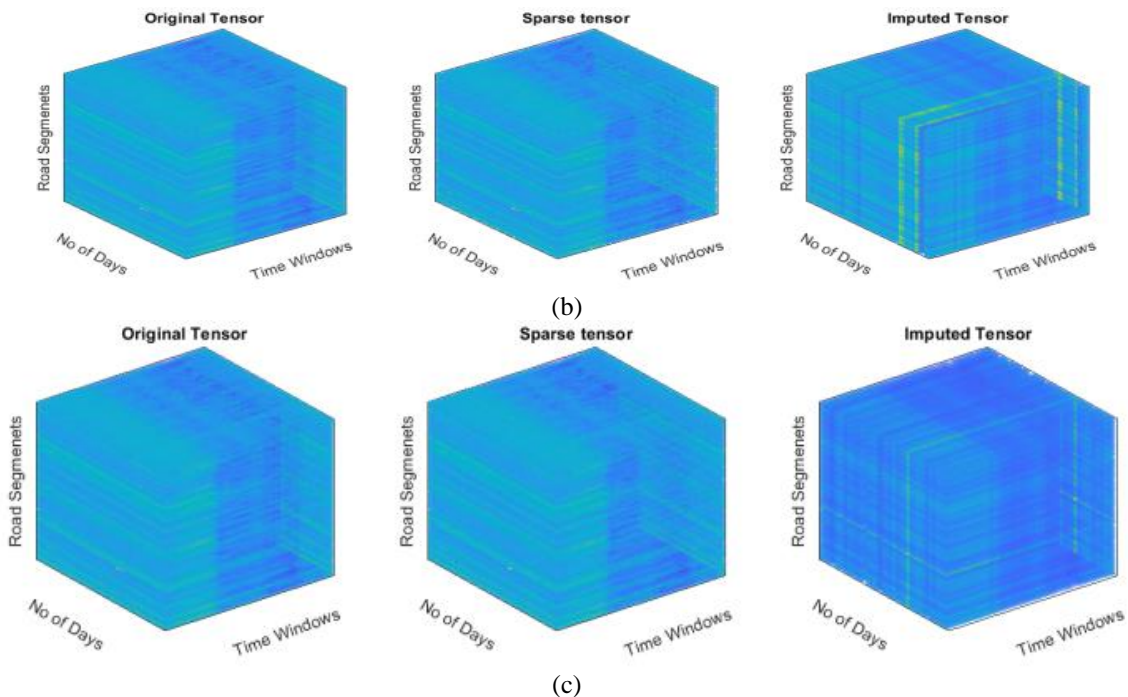 Original Tensor
Sparse tensor
Imputed Tensor
Road Segmenets
No of Days
Time Windows
Road Segmenets
No of Days
Time Windows
Road Segmenets
No of Days
Time Windows
(b)
Original Tensor
Sparse tensor
Imputed Tensor
Road Segmenets
No of Days
Time Windows
Road Segmenets
No of Days
Time Windows
Road Segmenets
No of Days
Time Windows
(c)